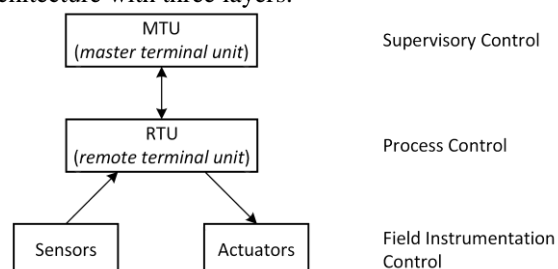 chitecture with three layers.
MTU
(master terminal unit)
Supervisory Control
RTU
(remote terminal unit)
Process Control
Sensors
Actuators
Field Instrumentation
Control